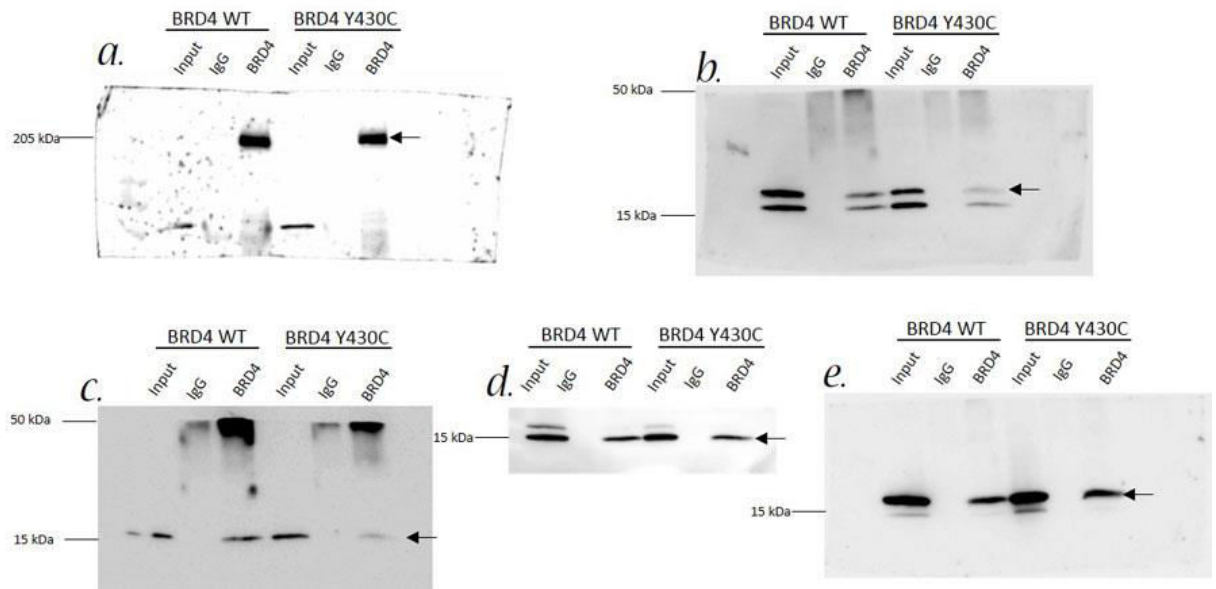 a.
BRD4 WT BRD4 Y430C
Input IgG BRD4 Input IgG BRD4
205 kDa
b.
BRD4 WT BRD4 Y430C
Input IgG BRD4 Input IgG BRD4
50 kDa
15 kDa
c.
BRD4 WT BRD4 Y430C
Input IgG BRD4 Input IgG BRD4
50 kDa
15 kDa
d.
BRD4 WT BRD4 Y430C
Input IgG BRD4 Input IgG BRD4
15 kDa
e.
BRD4 WT BRD4 Y430C
Input IgG BRD4 Input IgG BRD4
15 kDa